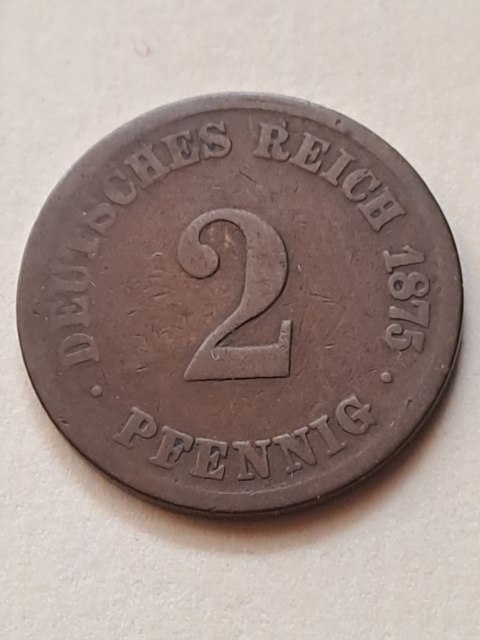 DEUTSCHES REICH 1875
2
· PFENNIG ·